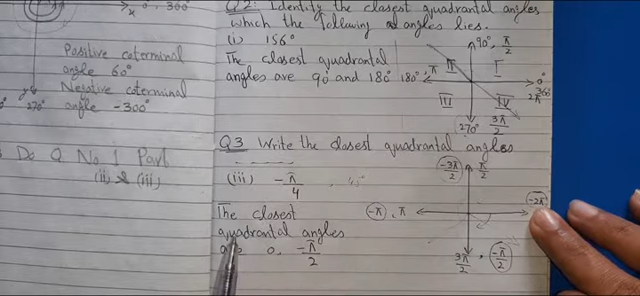 x 0°, 360°
Positive coterminal
angle 60°
Negative coterminal
angle -300°
270°
Do Q No 1 Part
(ii) & (iii)
Q2: Identify the closest quadrantal angles
which the following angles lies.
(i) 156°
The closest quadrantal
angles are 90° and 180°
90°, π/2
180°, π
II
I
III
IV
0°
360°
2π
270°
3π/2
Q3 Write the closest quadrantal angles
(iii) -π/4
The closest
quadrantal angles
are 0, -π/2
-3π/2
π/2
-π, π
-2π
3π/2, -π/2